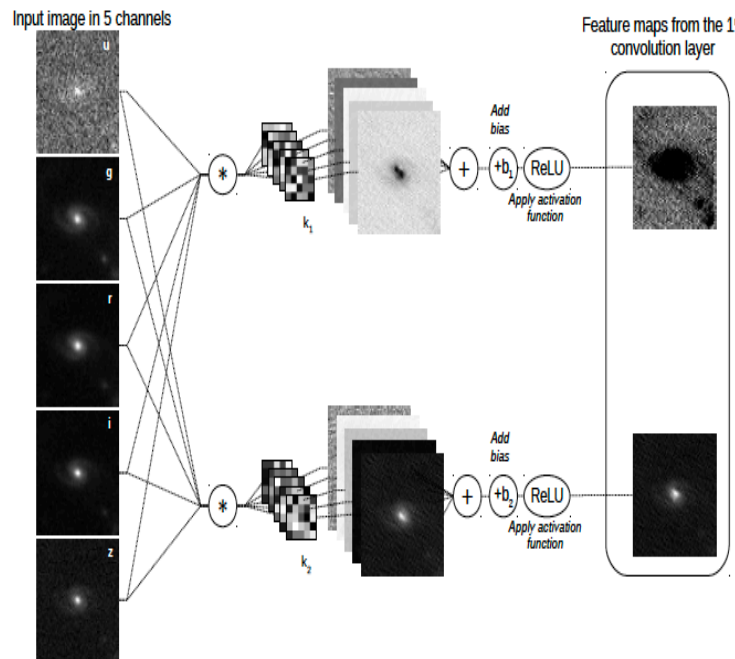 Input image in 5 channels
Feature maps from the 1
convolution layer
u
g
r
i
z
*
k₁
+
Add
bias
+b₁
ReLU
Apply activation
function
*
k₂
+
Add
bias
+b₂
ReLU
Apply activation
function